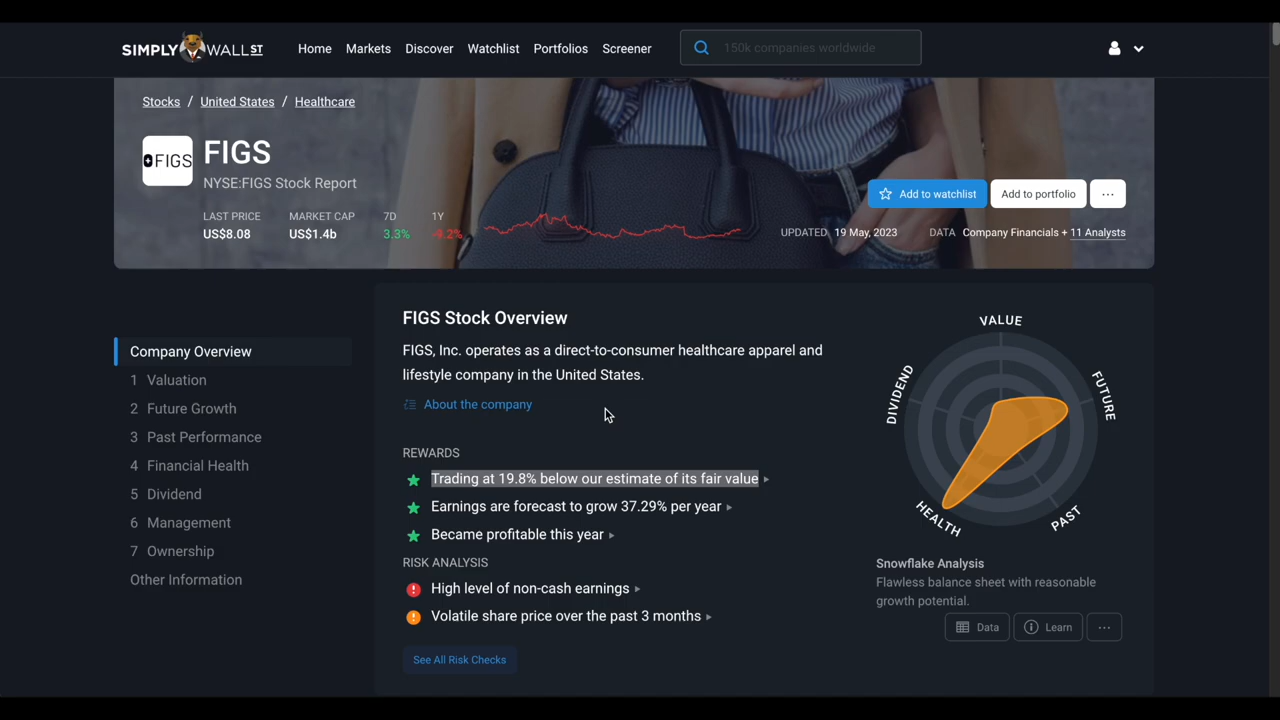 SIMPLY WALL ST
Home
Markets
Discover
Watchlist
Portfolios
Screener
150k companies worldwide
Stocks / United States / Healthcare
FIGS
FIGS
NYSE:FIGS Stock Report
Add to watchlist
Add to portfolio
...
LAST PRICE
US$8.08
MARKET CAP
US$1.4b
7D
3.3%
1Y
-9.2%
UPDATED 19 May, 2023
DATA Company Financials + 11 Analysts
Company Overview
1 Valuation
2 Future Growth
3 Past Performance
4 Financial Health
5 Dividend
6 Management
7 Ownership
Other Information
FIGS Stock Overview
FIGS, Inc. operates as a direct-to-consumer healthcare apparel and
lifestyle company in the United States.
About the company
REWARDS
Trading at 19.8% below our estimate of its fair value
Earnings are forecast to grow 37.29% per year
Became profitable this year
RISK ANALYSIS
High level of non-cash earnings
Volatile share price over the past 3 months
See All Risk Checks
VALUE
FUTURE
PAST
HEALTH
DIVIDEND
Snowflake Analysis
Flawless balance sheet with reasonable
growth potential.
Data
Learn
...